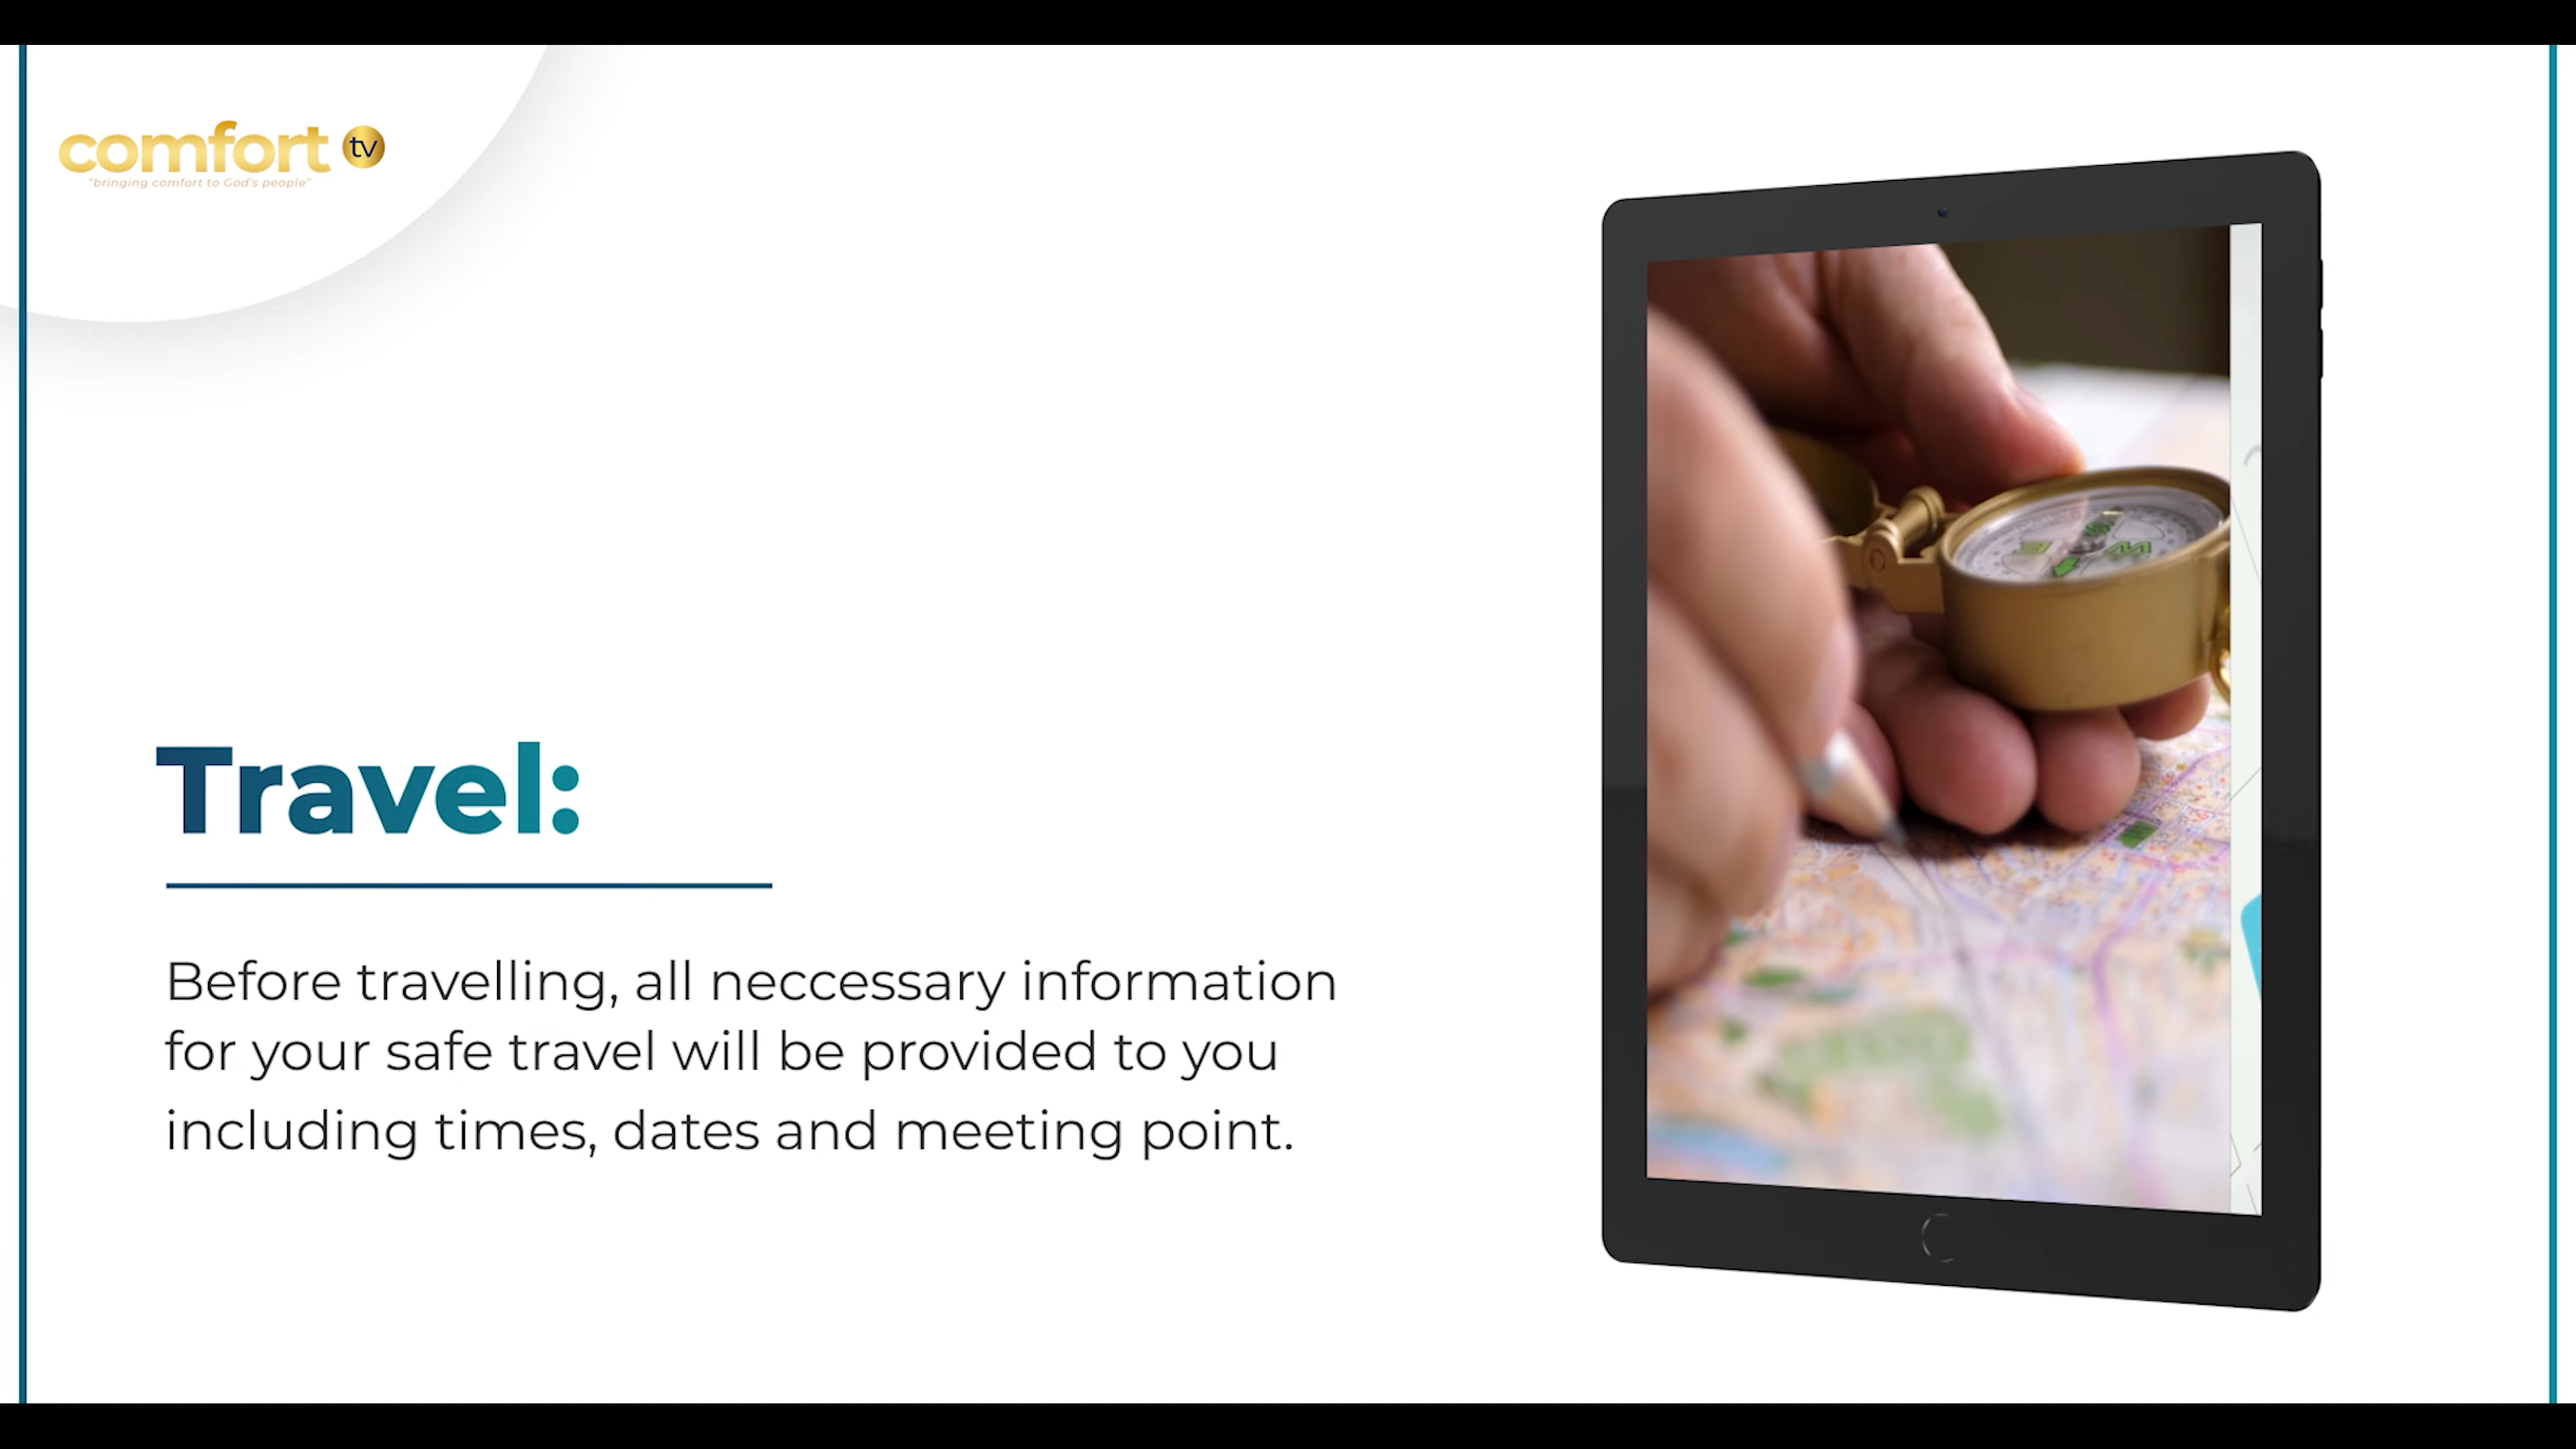 comfort tv
"bringing comfort to God's people"
Travel:
Before travelling, all neccessary information
for your safe travel will be provided to you
including times, dates and meeting point.
E
W